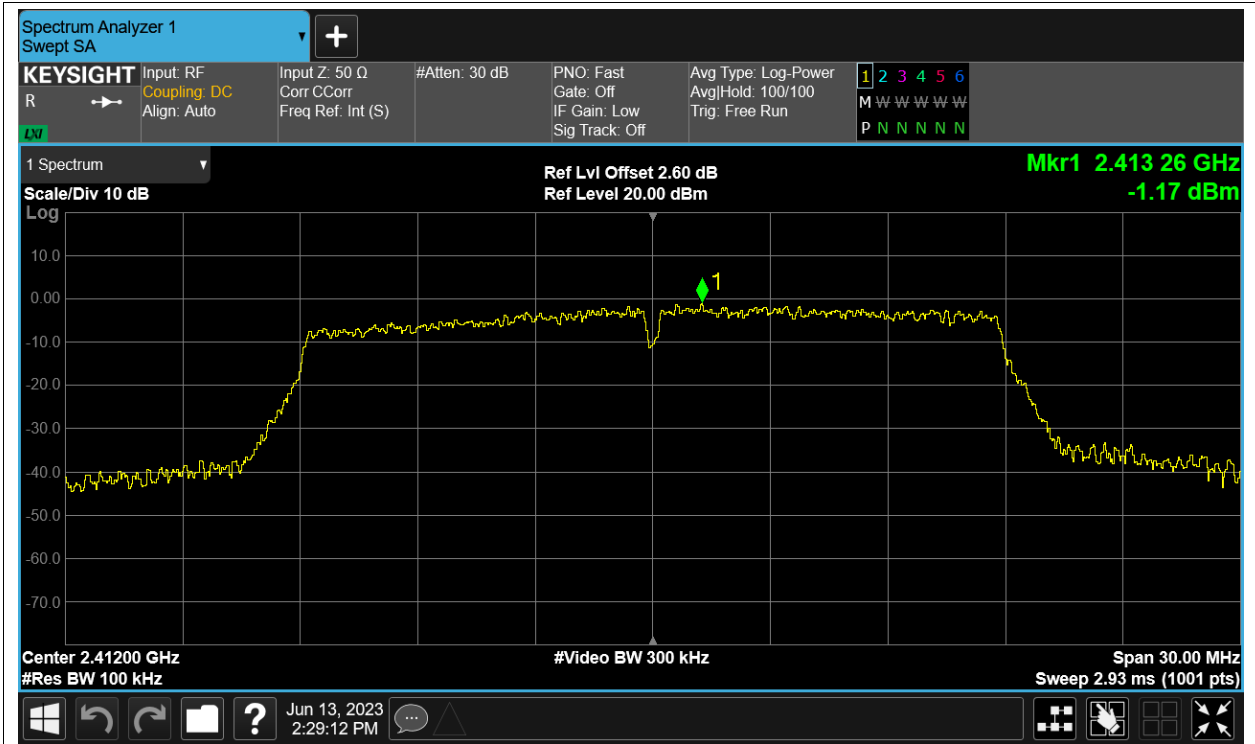 Spectrum Analyzer 1
Swept SA
KEYSIGHT
R
LXI
Input: RF
Coupling: DC
Align: Auto
Input Z: 50 Ω
Corr CCorr
Freq Ref: Int (S)
#Atten: 30 dB
PNO: Fast
Gate: Off
IF Gain: Low
Sig Track: Off
Avg Type: Log-Power
Avg|Hold: 100/100
Trig: Free Run
1 2 3 4 5 6
M W W W W W
P N N N N N
1 Spectrum
Scale/Div 10 dB
Ref Lvl Offset 2.60 dB
Ref Level 20.00 dBm
Mkr1 2.413 26 GHz
-1.17 dBm
Log
10.0
0.00
-10.0
-20.0
-30.0
-40.0
-50.0
-60.0
-70.0
1
Center 2.41200 GHz
#Video BW 300 kHz
Span 30.00 MHz
#Res BW 100 kHz
Sweep 2.93 ms (1001 pts)
?
Jun 13, 2023
2:29:12 PM